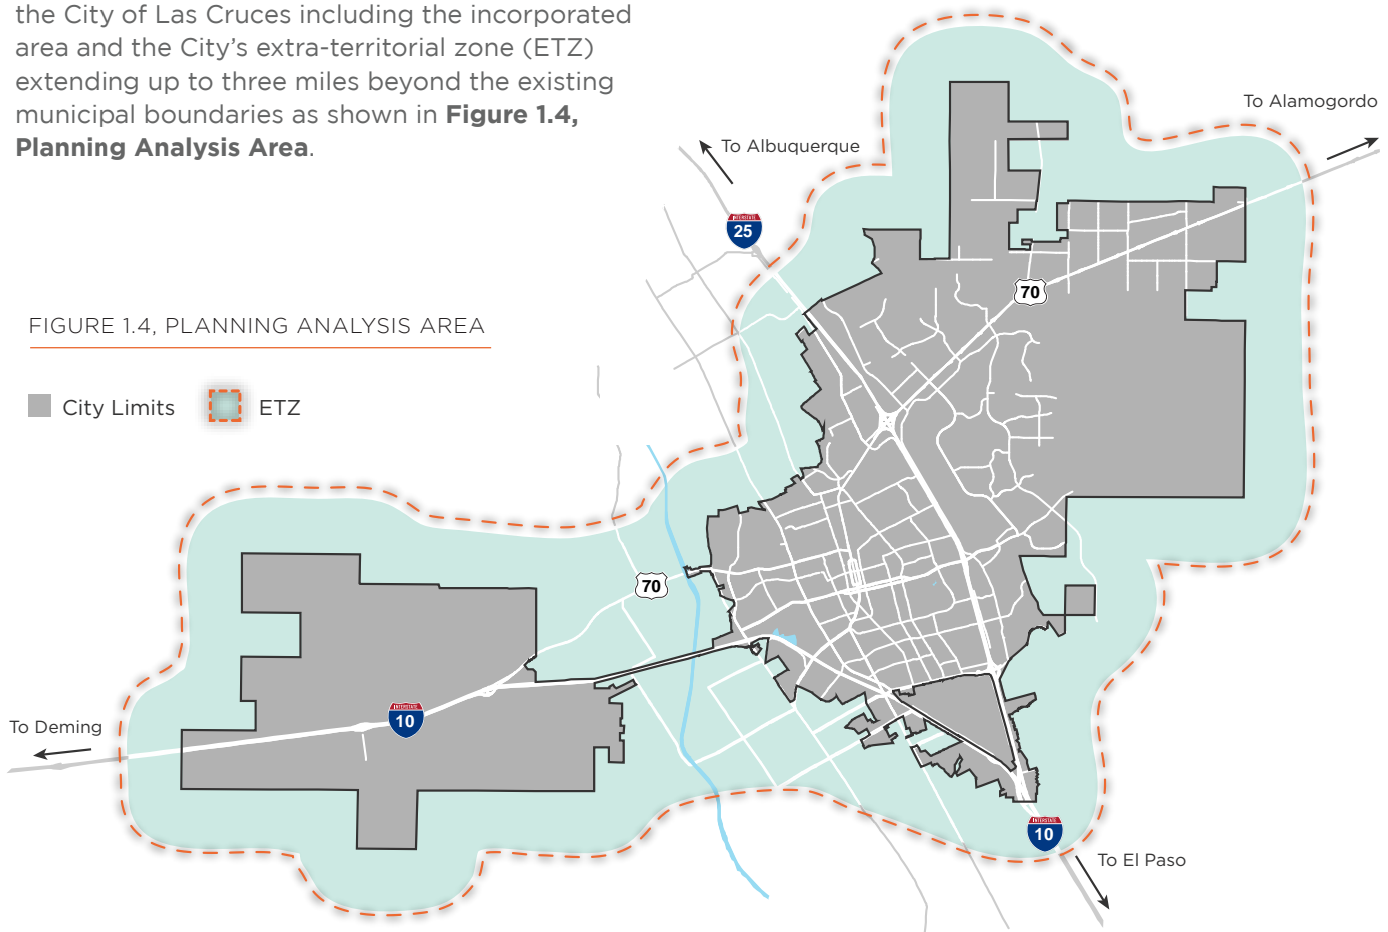 the City of Las Cruces including the incorporated
area and the City’s extra-territorial zone (ETZ)
extending up to three miles beyond the existing
municipal boundaries as shown in Figure 1.4,
Planning Analysis Area.
To Alamogordo
To Albuquerque
INTERSTATE
25
70
FIGURE 1.4, PLANNING ANALYSIS AREA
City Limits
ETZ
70
INTERSTATE
10
To Deming
INTERSTATE
10
To El Paso